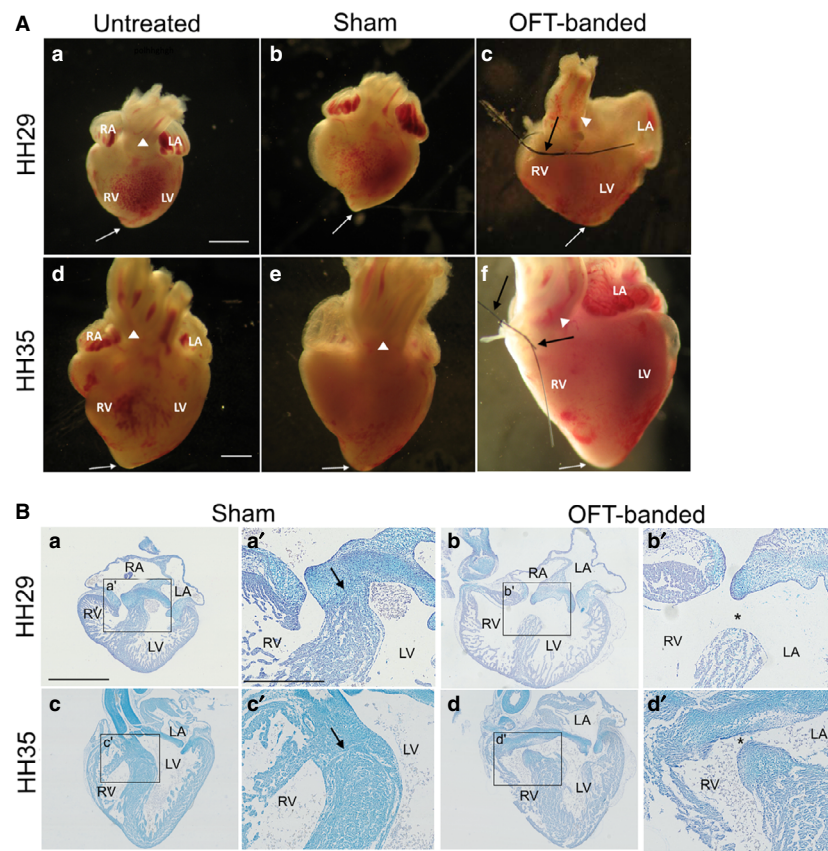 A
Untreated
Sham
OFT-banded
HH29
a
RA
LA
RV
LV
b
c
LA
RV
LV
HH35
d
RA
LA
RV
LV
e
f
LA
RV
LV
B
Sham
OFT-banded
HH29
a
RA
a'
LA
RV
LV
a′
RV
LV
b
LA
RA
b'
RV
LV
b′
*
RV
LA
HH35
c
LA
c'
LV
RV
c′
LV
RV
d
LA
d'
RV
LV
d′
LA
*
RV